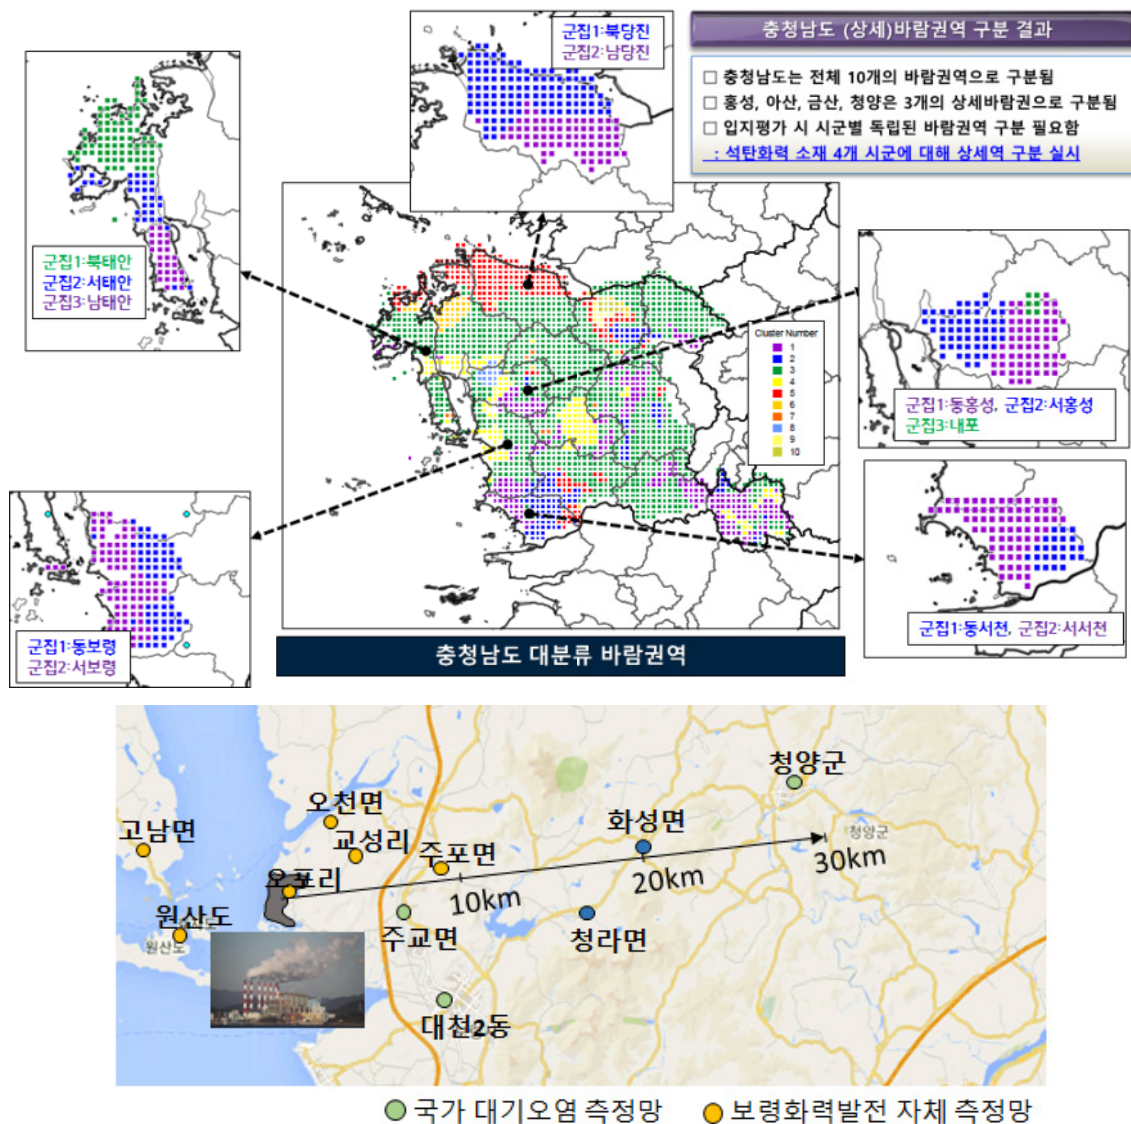 충청남도 (상세)바람권역 구분 결과
□ 충청남도는 전체 10개의 바람권역으로 구분됨
□ 홍성, 아산, 금산, 청양은 3개의 상세바람권으로 구분됨
□ 입지평가 시 시군별 독립된 바람권역 구분 필요함
: 석탄화력 소재 4개 시군에 대해 상세역 구분 실시
군집1:북당진
군집2:남당진
군집1:북태안
군집2:서태안
군집3:남태안
Cluster Number
1
2
3
4
5
6
7
8
9
10
군집1:동홍성, 군집2:서홍성
군집3:내포
군집1:동보령
군집2:서보령
군집1:동서천, 군집2:서서천
충청남도 대분류 바람권역
청양군
청양군
오천면
고남면
교성리
주포면
화성면
오포리
10km
20km
30km
원산도
원산도
주교면
청라면
대천2동
국가 대기오염 측정망
보령화력발전 자체 측정망